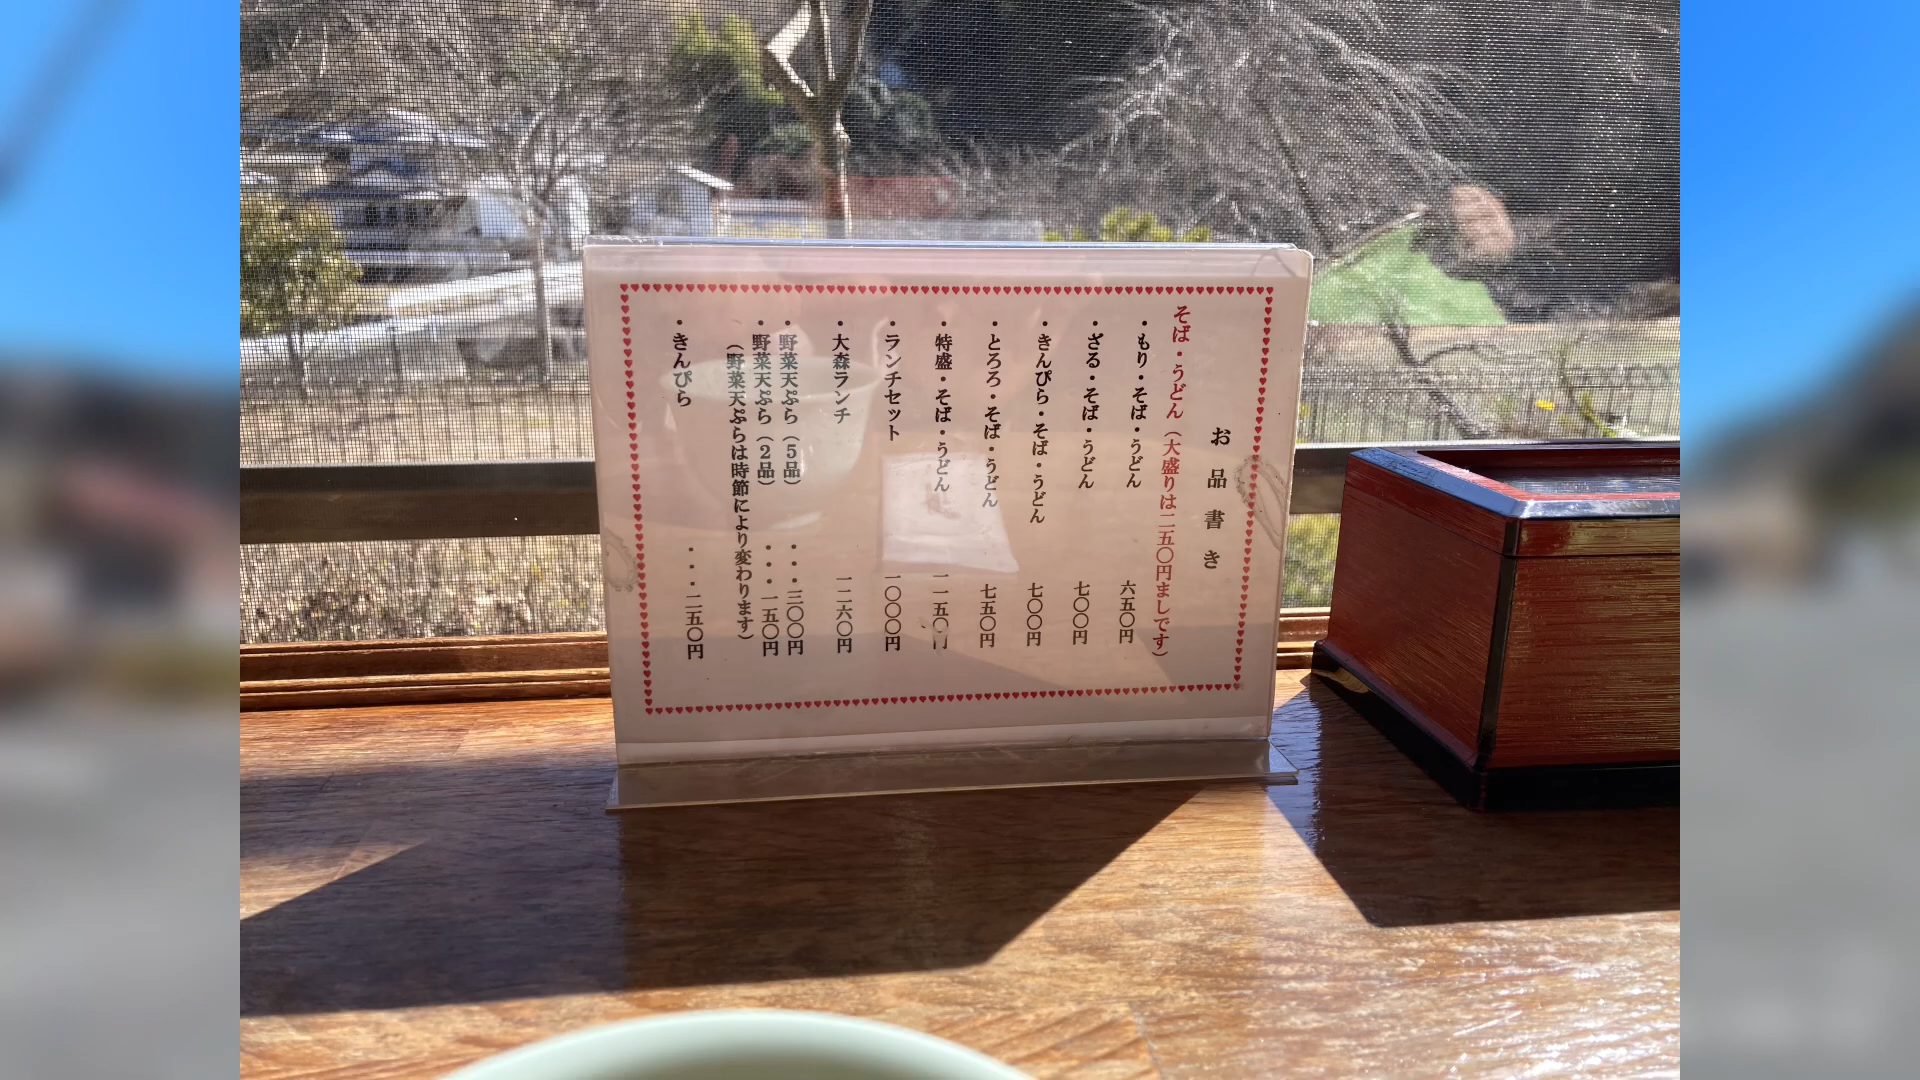 お品書き
そば・うどん（大盛りは二五〇円ましです）
・もり・そば・うどん 六五〇円
・ざる・そば・うどん 七〇〇円
・きんぴら・そば・うどん 七〇〇円
・とろろ・そば・うどん 七五〇円
・特盛・そば・うどん 一一五〇円
・ランチセット 一〇〇〇円
・大森ランチ 一二六〇円
・野菜天ぷら（５品）・・・三〇〇円
・野菜天ぷら（２品）・・・一五〇円
（野菜天ぷらは時節により変わります）
・きんぴら ・・・二五〇円